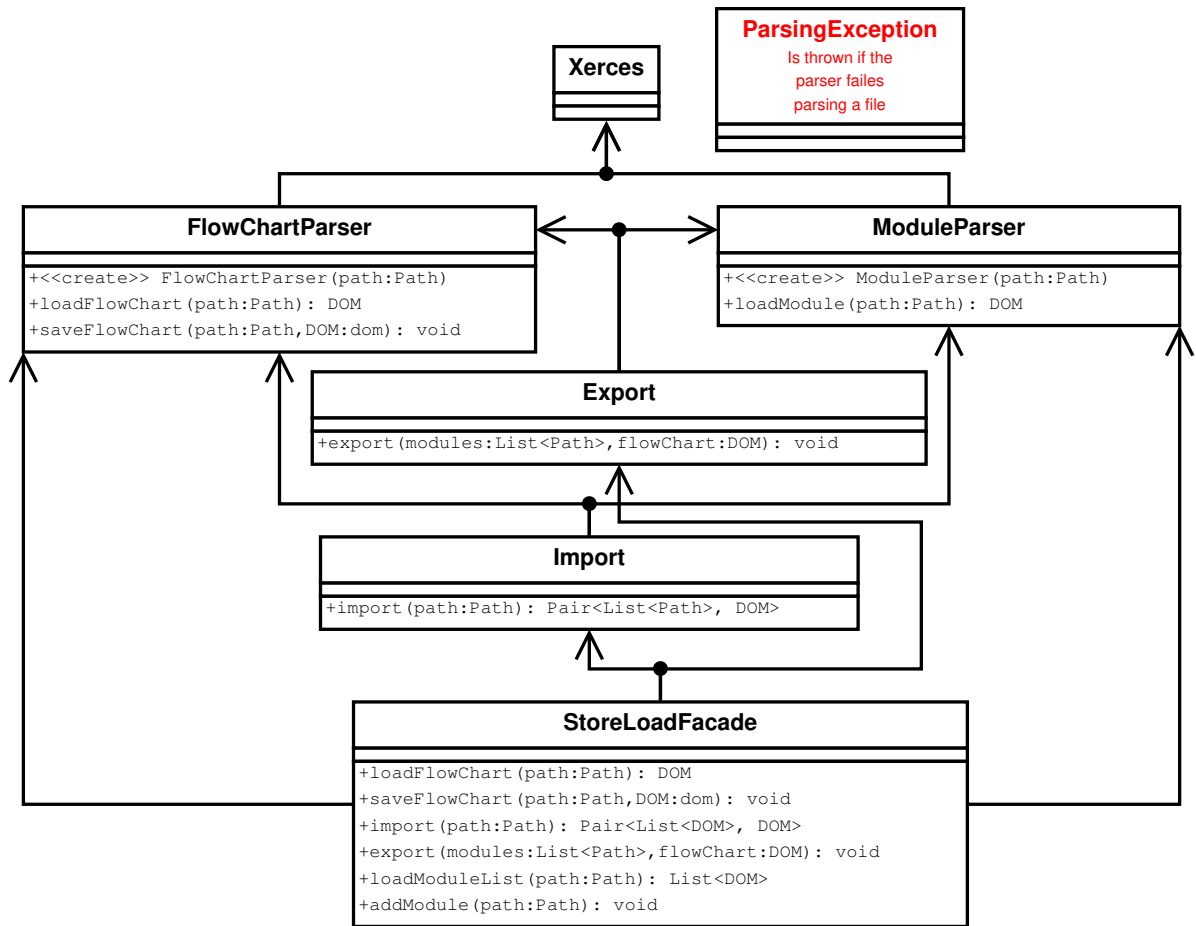 ParsingException
Is thrown if the
parser failes
parsing a file
Xerces
FlowChartParser
+<<create>> FlowChartParser(path:Path)
+loadFlowChart(path:Path): DOM
+saveFlowChart(path:Path,DOM:dom): void
ModuleParser
+<<create>> ModuleParser(path:Path)
+loadModule(path:Path): DOM
Export
+export(modules:List<Path>,flowChart:DOM): void
Import
+import(path:Path): Pair<List<Path>, DOM>
StoreLoadFacade
+loadFlowChart(path:Path): DOM
+saveFlowChart(path:Path,DOM:dom): void
+import(path:Path): Pair<List<DOM>, DOM>
+export(modules:List<Path>,flowChart:DOM): void
+loadModuleList(path:Path): List<DOM>
+addModule(path:Path): void